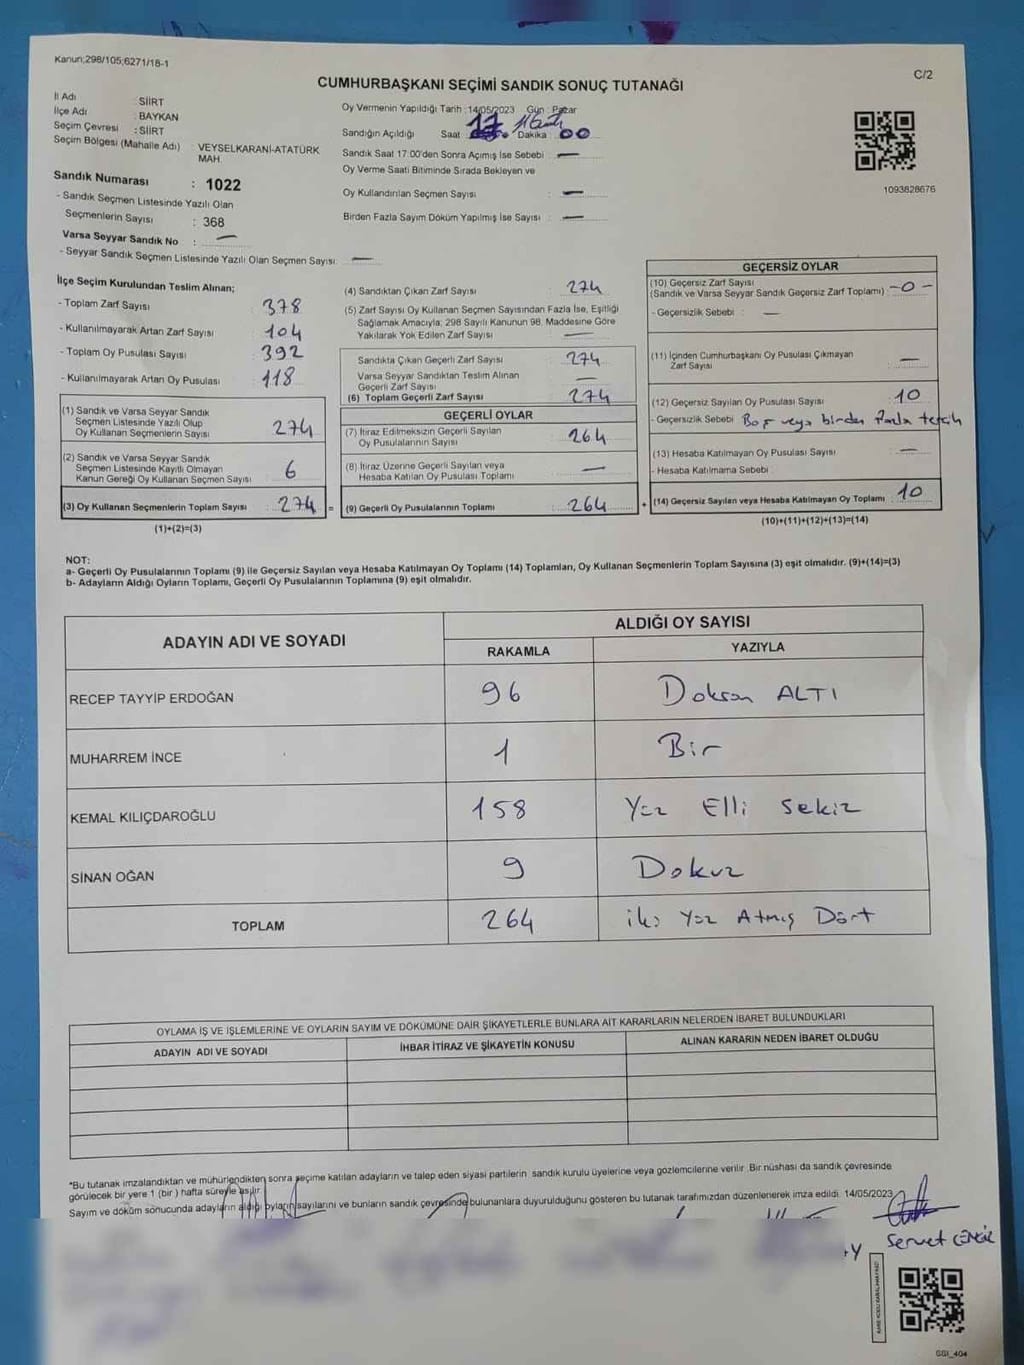 Kanun;298/105;6271/18-1
C/2
CUMHURBAŞKANI SEÇİMİ SANDIK SONUÇ TUTANAĞI
İl Adı : SİİRT
İlçe Adı : BAYKAN
Seçim Çevresi : SİİRT
Seçim Bölgesi (Mahalle Adı) : VEYSELKARANİ-ATATÜRK
MAH.
Sandık Numarası : 1022
- Sandık Seçmen Listesinde Yazılı Olan
Seçmenlerin Sayısı : 368
Varsa Seyyar Sandık No : —
- Seyyar Sandık Seçmen Listesinde Yazılı Olan Seçmen Sayısı: —
Oy Vermenin Yapıldığı Tarih :14/05/2023 Gün : Pazar
Sandığın Açıldığı Saat 17 Dakika : 00
Sandık Saat 17:00'den Sonra Açımış İse Sebebi : —
Oy Verme Saati Bitiminde Sırada Bekleyen ve
Oy Kullandırılan Seçmen Sayısı : —
Birden Fazla Sayım Döküm Yapılmış İse Sayısı : —
1093828676
İlçe Seçim Kurulundan Teslim Alınan;
- Toplam Zarf Sayısı : 378
- Kullanılmayarak Artan Zarf Sayısı : 104
- Toplam Oy Pusulası Sayısı : 392
- Kullanılmayarak Artan Oy Pusulası : 118
(1) Sandık ve Varsa Seyyar Sandık
Seçmen Listesinde Yazılı Olup
Oy Kullanan Seçmenlerin Sayısı : 274
(2) Sandık ve Varsa Seyyar Sandık
Seçmen Listesinde Kayıtlı Olmayan
Kanun Gereği Oy Kullanan Seçmen Sayısı : 6
(3) Oy Kullanan Seçmenlerin Toplam Sayısı : 274 =
(1)+(2)=(3)
(4) Sandıktan Çıkan Zarf Sayısı : 274
(5) Zarf Sayısı Oy Kullanan Seçmen Sayısından Fazla İse, Eşitliği
Sağlamak Amacıyla; 298 Sayılı Kanunun 98. Maddesine Göre
Yakılarak Yok Edilen Zarf Sayısı : —
Sandıkta Çıkan Geçerli Zarf Sayısı : 274
Varsa Seyyar Sandıktan Teslim Alınan
Geçerli Zarf Sayısı : —
(6) Toplam Geçerli Zarf Sayısı : 274
GEÇERLİ OYLAR
(7) İtiraz Edilmeksizin Geçerli Sayılan
Oy Pusulalarının Sayısı : 264
(8) İtiraz Üzerine Geçerli Sayılan veya
Hesaba Katılan Oy Pusulası Toplamı : —
(9) Geçerli Oy Pusulalarının Toplamı : 264 +
GEÇERSİZ OYLAR
(10) Geçersiz Zarf Sayısı
(Sandık ve Varsa Seyyar Sandık Geçersiz Zarf Toplamı) : -0-
- Geçersizlik Sebebi : —
(11) İçinden Cumhurbaşkanı Oy Pusulası Çıkmayan
Zarf Sayısı : —
(12) Geçersiz Sayılan Oy Pusulası Sayısı : 10
- Geçersizlik Sebebi Boş veya birden fazla tercih
(13) Hesaba Katılmayan Oy Pusulası Sayısı : —
- Hesaba Katılmama Sebebi :
(14) Geçersiz Sayılan veya Hesaba Katılmayan Oy Toplamı : 10
(10)+(11)+(12)+(13)=(14)
NOT:
a- Geçerli Oy Pusulalarının Toplamı (9) ile Geçersiz Sayılan veya Hesaba Katılmayan Oy Toplamı (14) Toplamları, Oy Kullanan Seçmenlerin Toplam Sayısına (3) eşit olmalıdır. (9)+(14)=(3)
b- Adayların Aldığı Oyların Toplamı, Geçerli Oy Pusulalarının Toplamına (9) eşit olmalıdır.
ADAYIN ADI VE SOYADI
ALDIĞI OY SAYISI
RAKAMLA YAZIYLA
RECEP TAYYİP ERDOĞAN 96 Doksan ALTI
MUHARREM İNCE 1 Bir
KEMAL KILIÇDAROĞLU 158 Yüz Elli Sekiz
SİNAN OĞAN 9 Dokuz
TOPLAM 264 iki Yüz Atmış Dört
OYLAMA İŞ VE İŞLEMLERİNE VE OYLARIN SAYIM VE DÖKÜMÜNE DAİR ŞİKAYETLERLE BUNLARA AİT KARARLARIN NELERDEN İBARET BULUNDUKLARI
ADAYIN ADI VE SOYADI İHBAR İTİRAZ VE ŞİKAYETİN KONUSU ALINAN KARARIN NEDEN İBARET OLDUĞU
*Bu tutanak imzalandıktan ve mühürlendikten sonra seçime katılan adayların ve talep eden siyasi partilerin sandık kurulu üyelerine veya gözlemcilerine verilir .Bir nüshası da sandık çevresinde
görülecek bir yere 1 (bir ) hafta süreyle asılır.
Sayım ve döküm sonucunda adayların aldığı oyların sayılarını ve bunların sandık çevresinde bulunanlara duyurulduğunu gösteren bu tutanak tarafımızdan düzenlenerek imza edildi. 14/05/2023
Servet CENGİZ
SSI_404